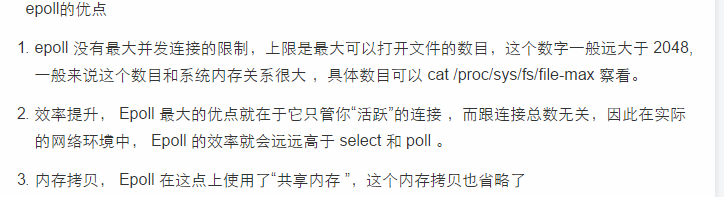 epoll的优点
1. epoll 没有最大并发连接的限制，上限是最大可以打开文件的数目，这个数字一般远大于 2048,
一般来说这个数目和系统内存关系很大 ，具体数目可以 cat /proc/sys/fs/file-max 察看。
2. 效率提升， Epoll 最大的优点就在于它只管你“活跃”的连接 ，而跟连接总数无关，因此在实际
的网络环境中， Epoll 的效率就会远远高于 select 和 poll 。
3. 内存拷贝， Epoll 在这点上使用了“共享内存 ”，这个内存拷贝也省略了